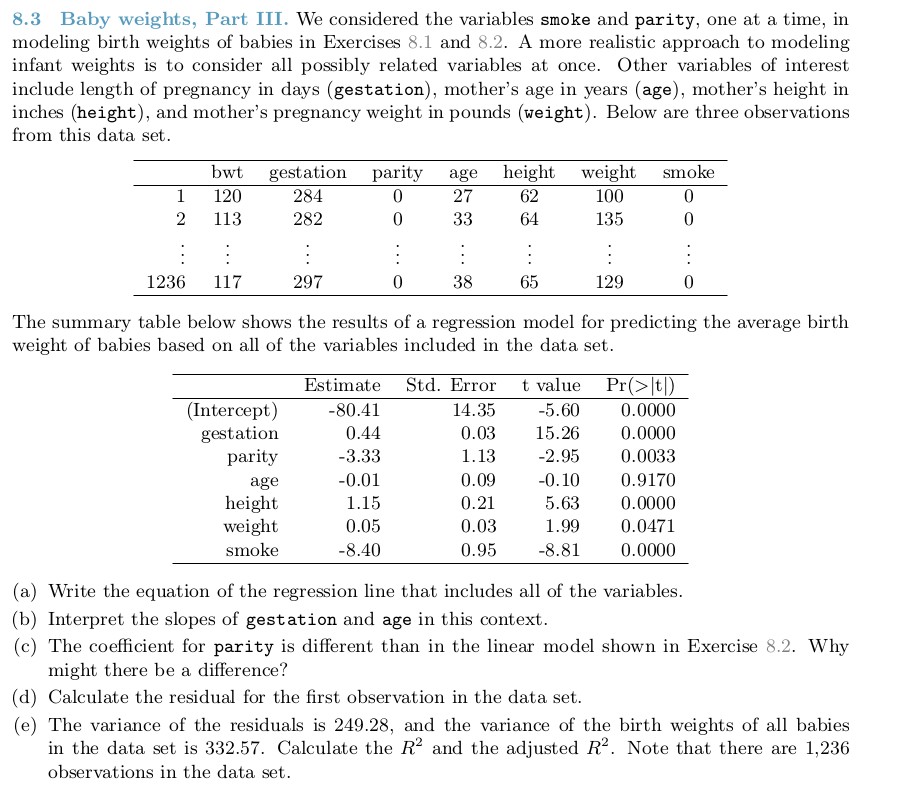 8.3 Baby weights, Part III. We considered the variables smoke and parity, one at a time, in
modeling birth weights of babies in Exercises 8.1 and 8.2. A more realistic approach to modeling
infant weights is to consider all possibly related variables at once. Other variables of interest
include length of pregnancy in days (gestation), mother's age in years (age), mother's height in
inches (height), and mother's pregnancy weight in pounds (weight). Below are three observations
from this data set.
bwt gestation parity age height weight smoke
1 120 284 0 27 62 100 0
2 113 282 0 33 64 135 0
⋮ ⋮ ⋮ ⋮ ⋮ ⋮ ⋮ ⋮
1236 117 297 0 38 65 129 0
The summary table below shows the results of a regression model for predicting the average birth
weight of babies based on all of the variables included in the data set.
Estimate Std. Error t value Pr(>|t|)
(Intercept) -80.41 14.35 -5.60 0.0000
gestation 0.44 0.03 15.26 0.0000
parity -3.33 1.13 -2.95 0.0033
age -0.01 0.09 -0.10 0.9170
height 1.15 0.21 5.63 0.0000
weight 0.05 0.03 1.99 0.0471
smoke -8.40 0.95 -8.81 0.0000
(a) Write the equation of the regression line that includes all of the variables.
(b) Interpret the slopes of gestation and age in this context.
(c) The coefficient for parity is different than in the linear model shown in Exercise 8.2. Why
might there be a difference?
(d) Calculate the residual for the first observation in the data set.
(e) The variance of the residuals is 249.28, and the variance of the birth weights of all babies
in the data set is 332.57. Calculate the R² and the adjusted R². Note that there are 1,236
observations in the data set.